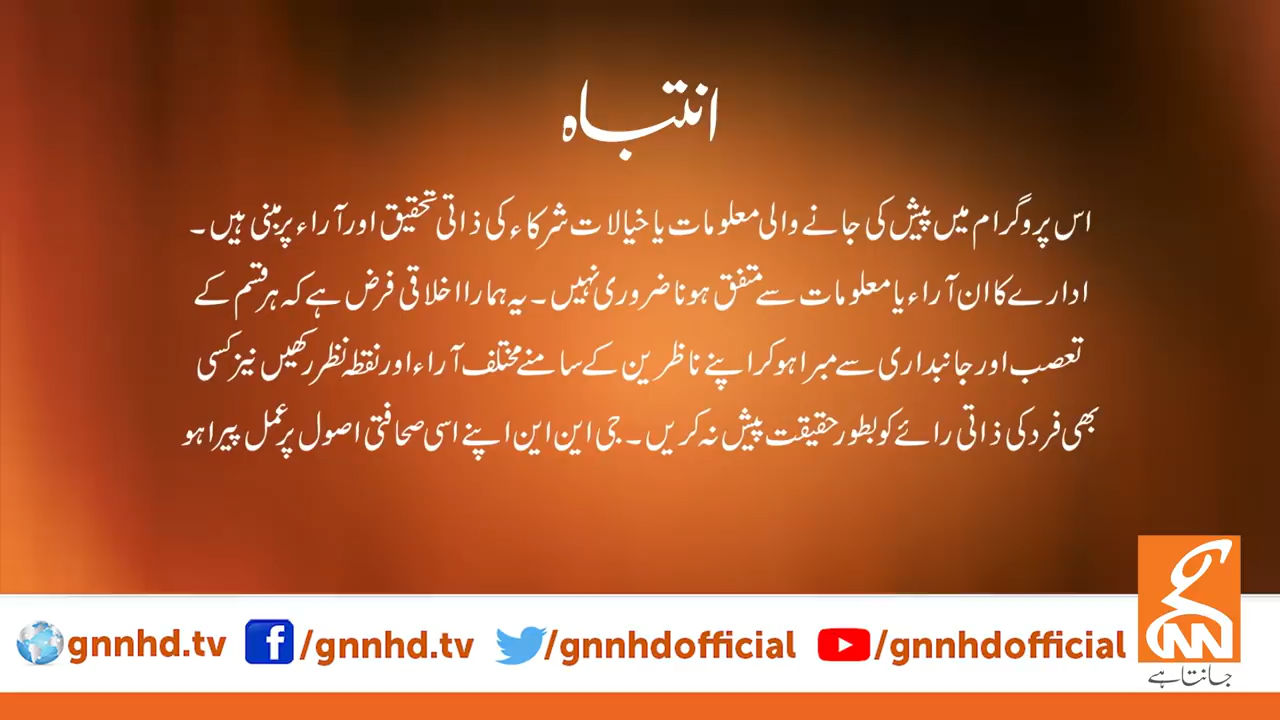 انتباہ
اس پروگرام میں پیش کی جانے والی معلومات یا خیالات شرکاء کی ذاتی تحقیق اور آراء پر مبنی ہیں۔
ادارے کا ان آراء یا معلومات سے متفق ہونا ضروری نہیں۔ یہ ہمارا اخلاقی فرض ہے کہ ہر قسم کے
تعصب اور جانبداری سے مبرا ہو کر اپنے ناظرین کے سامنے مختلف آراء اور نقطہ نظر رکھیں نیز کسی
بھی فرد کی ذاتی رائے کو بطور حقیقت پیش نہ کریں۔ جی این این اپنے اسی صحافتی اصول پر عمل پیرا ہو
gnnhd.tv /gnnhd.tv /gnnhdofficial /gnnhdofficial
GNN
جانتا ہے